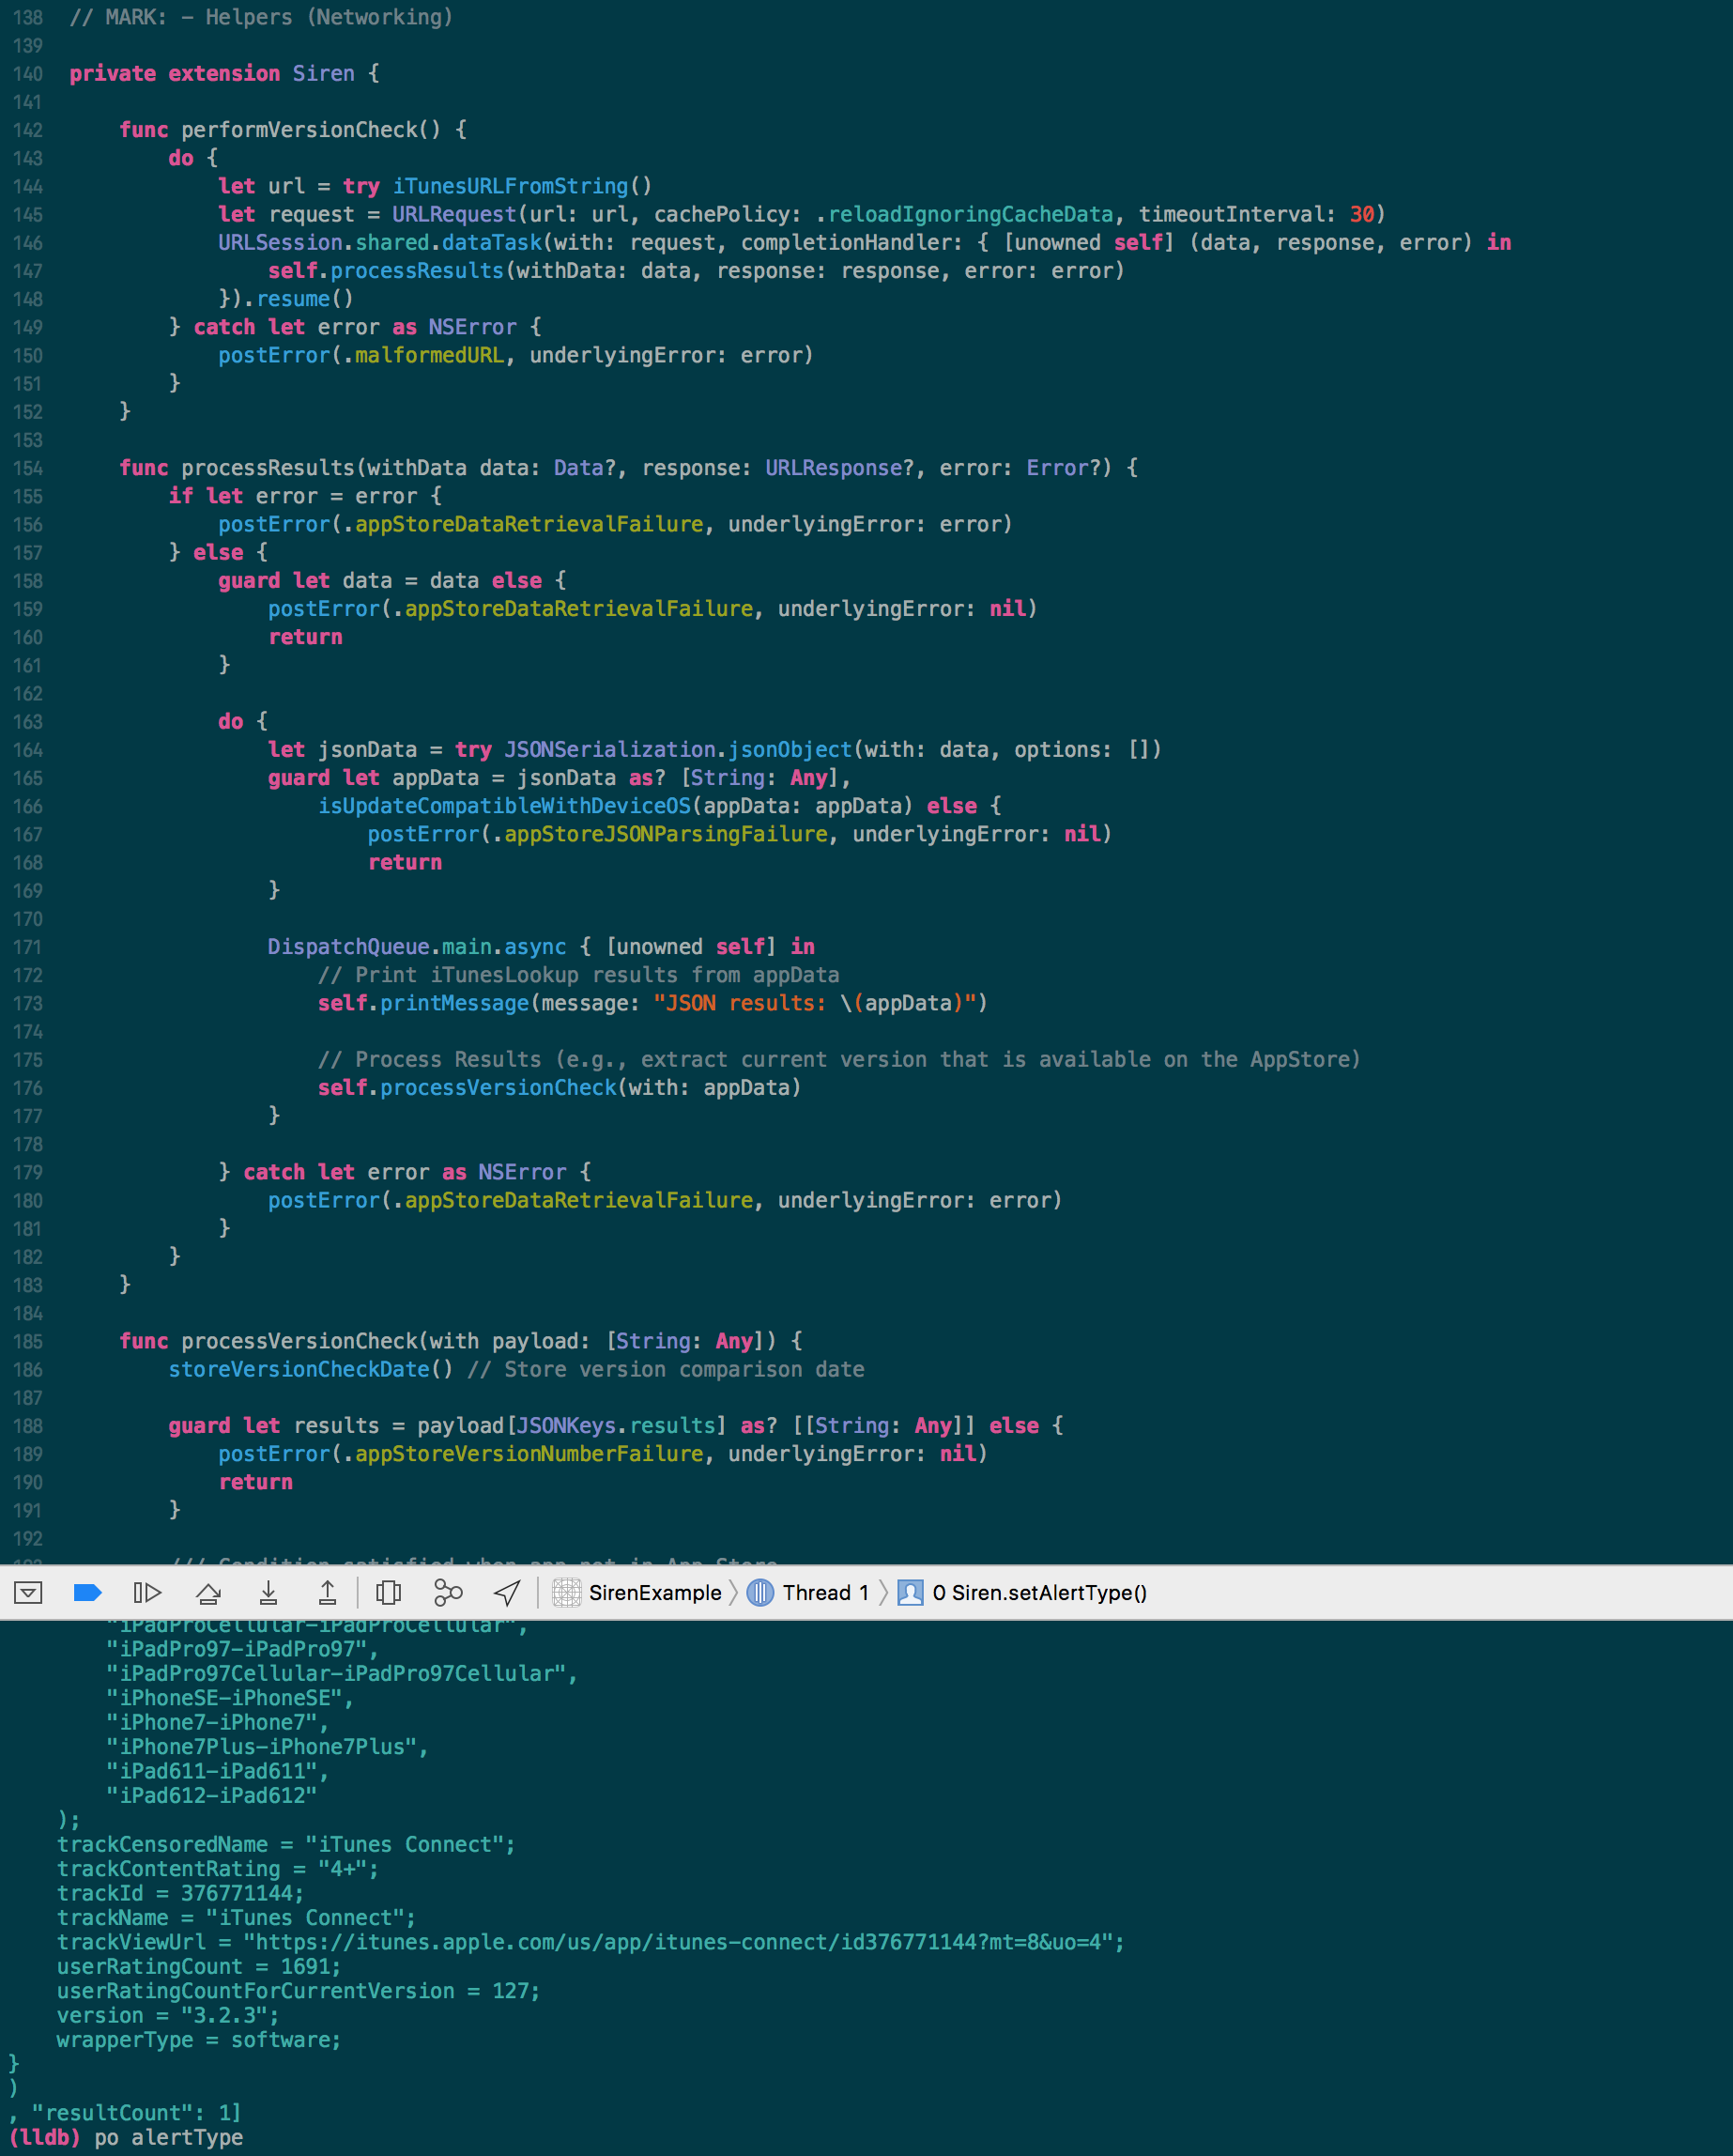 138 // MARK: - Helpers (Networking)
139
140 private extension Siren {
141
142     func performVersionCheck() {
143         do {
144             let url = try iTunesURLFromString()
145             let request = URLRequest(url: url, cachePolicy: .reloadIgnoringCacheData, timeoutInterval: 30)
146             URLSession.shared.dataTask(with: request, completionHandler: { [unowned self] (data, response, error) in
147                 self.processResults(withData: data, response: response, error: error)
148             }).resume()
149         } catch let error as NSError {
150             postError(.malformedURL, underlyingError: error)
151         }
152     }
153
154     func processResults(withData data: Data?, response: URLResponse?, error: Error?) {
155         if let error = error {
156             postError(.appStoreDataRetrievalFailure, underlyingError: error)
157         } else {
158             guard let data = data else {
159                 postError(.appStoreDataRetrievalFailure, underlyingError: nil)
160                 return
161             }
162
163             do {
164                 let jsonData = try JSONSerialization.jsonObject(with: data, options: [])
165                 guard let appData = jsonData as? [String: Any],
166                     isUpdateCompatibleWithDeviceOS(appData: appData) else {
167                         postError(.appStoreJSONParsingFailure, underlyingError: nil)
168                         return
169                 }
170
171                 DispatchQueue.main.async { [unowned self] in
172                     // Print iTunesLookup results from appData
173                     self.printMessage(message: "JSON results: \(appData)")
174
175                     // Process Results (e.g., extract current version that is available on the AppStore)
176                     self.processVersionCheck(with: appData)
177                 }
178
179             } catch let error as NSError {
180                 postError(.appStoreDataRetrievalFailure, underlyingError: error)
181             }
182         }
183     }
184
185     func processVersionCheck(with payload: [String: Any]) {
186         storeVersionCheckDate() // Store version comparison date
187
188         guard let results = payload[JSONKeys.results] as? [[String: Any]] else {
189             postError(.appStoreVersionNumberFailure, underlyingError: nil)
190             return
191         }
192
193         /// Condition satisfied when app not in App Store
SirenExample Thread 1 0 Siren.setAlertType()
"iPadProCellular-iPadProCellular",
"iPadPro97-iPadPro97",
"iPadPro97Cellular-iPadPro97Cellular",
"iPhoneSE-iPhoneSE",
"iPhone7-iPhone7",
"iPhone7Plus-iPhone7Plus",
"iPad611-iPad611",
"iPad612-iPad612"
);
trackCensoredName = "iTunes Connect";
trackContentRating = "4+";
trackId = 376771144;
trackName = "iTunes Connect";
trackViewUrl = "https://itunes.apple.com/us/app/itunes-connect/id376771144?mt=8&uo=4";
userRatingCount = 1691;
userRatingCountForCurrentVersion = 127;
version = "3.2.3";
wrapperType = software;
}
)
, "resultCount": 1]
(lldb) po alertType